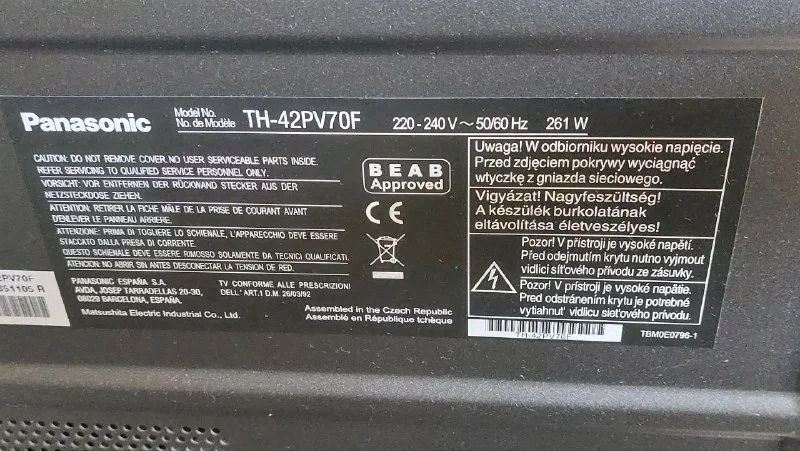 Panasonic
Model No.
No. de Modèle
TH-42PV70F
220 - 240 V ~ 50/60 Hz 261 W
CAUTION: DO NOT REMOVE COVER. NO USER SERVICEABLE PARTS INSIDE.
REFER SERVICING TO QUALIFIED SERVICE PERSONNEL ONLY.
VORSICHT: VOR ENTFERNEN DER RÜCKWAND STECKER AUS DER
NETZSTECKDOSE ZIEHEN.
ATTENTION: RETIRER LA FICHE MÂLE DE LA PRISE DE COURANT AVANT
D'ENLEVER LE PANNEAU ARRIERE.
ATTENZIONE: PRIMA DI TOGLIERE LO SCHIENALE, L'APPARECCHIO DEVE ESSERE
STACCATO DALLA PRESA DI CORRENTE.
QUESTO SCHIENALE DEVE ESSERE RIMOSSO SOLAMENTE DA TECNICI QUALIFICATI.
ATENCION: NO ABRIR SIN ANTES DESCONECTAR LA TENSION DE RED.
PANASONIC ESPAÑA S.A.
AVDA, JOSEP TARRADELLAS 20-30,
08029 BARCELONA, ESPAÑA.
TV CONFORME ALLE PRESCRIZIONI
DELL' ART.1 D.M. 26/03/92
Matsushita Electric Industrial Co., Ltd.
Assembled in the Czech Republic
Assemblé en République tchèque
BEAB
Approved
CE
Uwaga! W odbiorniku wysokie napięcie.
Przed zdjęciem pokrywy wyciągnąć
wtyczkę z gniazda sieciowego.
Vigyázat! Nagyfeszültség!
A készülék burkolatának
eltávolítása életveszélyes!
Pozor! V přístroji je vysoké napětí.
Před odejmutím krytu nutno vyjmout
vidlici síťového přívodu ze zásuvky.
Pozor! V prístroji je vysoké napätie.
Pred odstránením krytu je potrebné
vytiahnuť vidlicu sieťového prívodu.
TH-42PV70F
TBM0E0796-1
2PV70F
351105 R